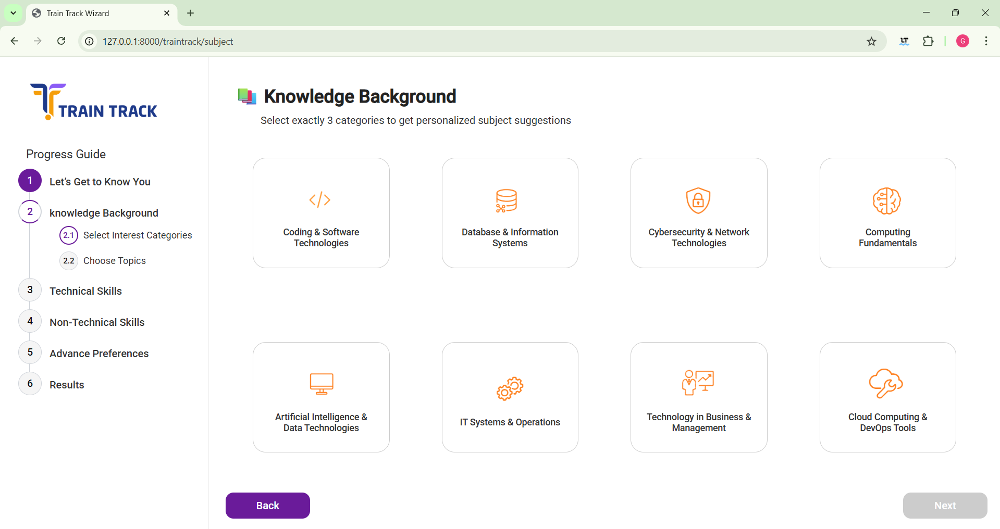 Train Track Wizard
127.0.0.1:8000/traintrack/subject
LT
G
TRAIN TRACK
Progress Guide
1 Let’s Get to Know You
2 knowledge Background
2.1 Select Interest Categories
2.2 Choose Topics
3 Technical Skills
4 Non-Technical Skills
5 Advance Preferences
6 Results
Knowledge Background
Select exactly 3 categories to get personalized subject suggestions
Coding & Software
Technologies
Database & Information
Systems
Cybersecurity & Network
Technologies
Computing
Fundamentals
Artificial Intelligence &
Data Technologies
IT Systems & Operations
Technology in Business &
Management
Cloud Computing &
DevOps Tools
Back
Next